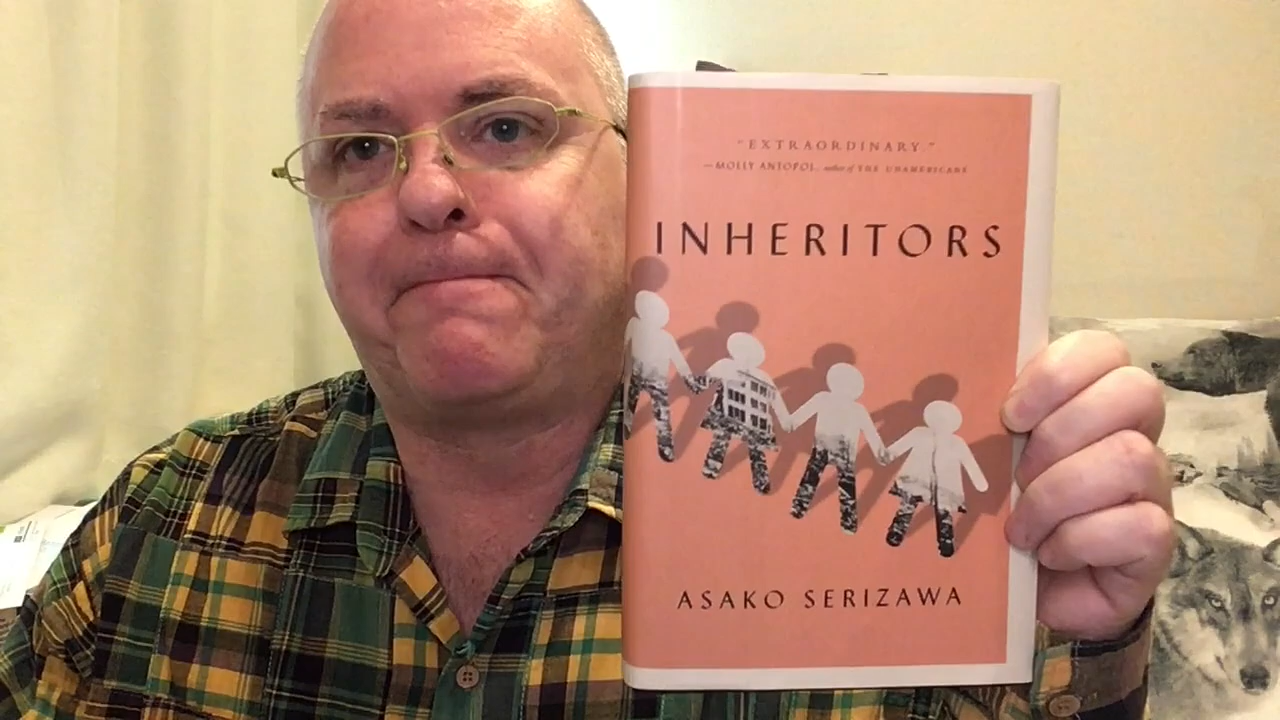 "EXTRAORDINARY."
—MOLLY ANTOPOL, author of THE UNAMERICANS
INHERITORS
ASAKO SERIZAWA